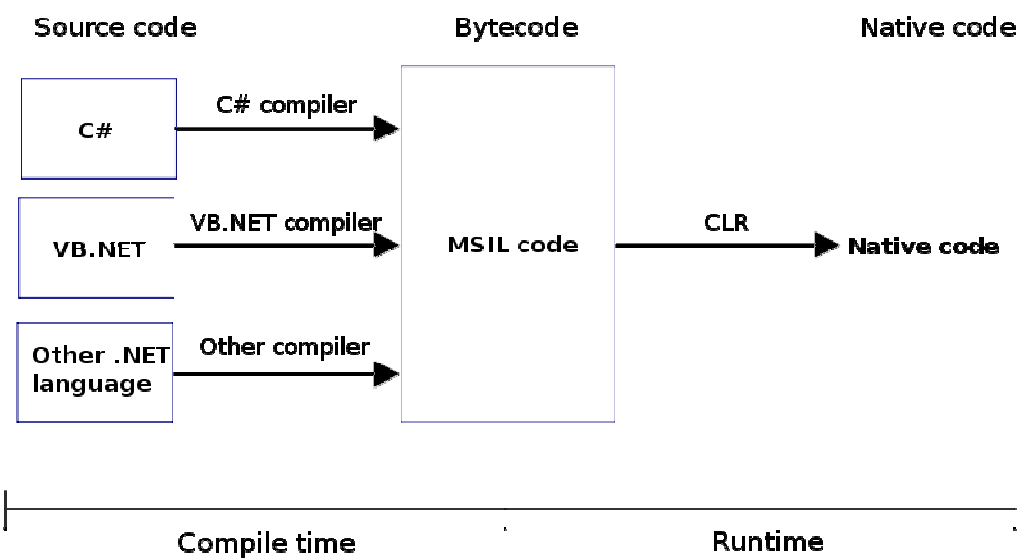 Source code
Bytecode
Native code
C#
C# compiler
VB.NET
VB.NET compiler
MSIL code
CLR
Native code
Other .NET
language
Other compiler
Compile time
Runtime